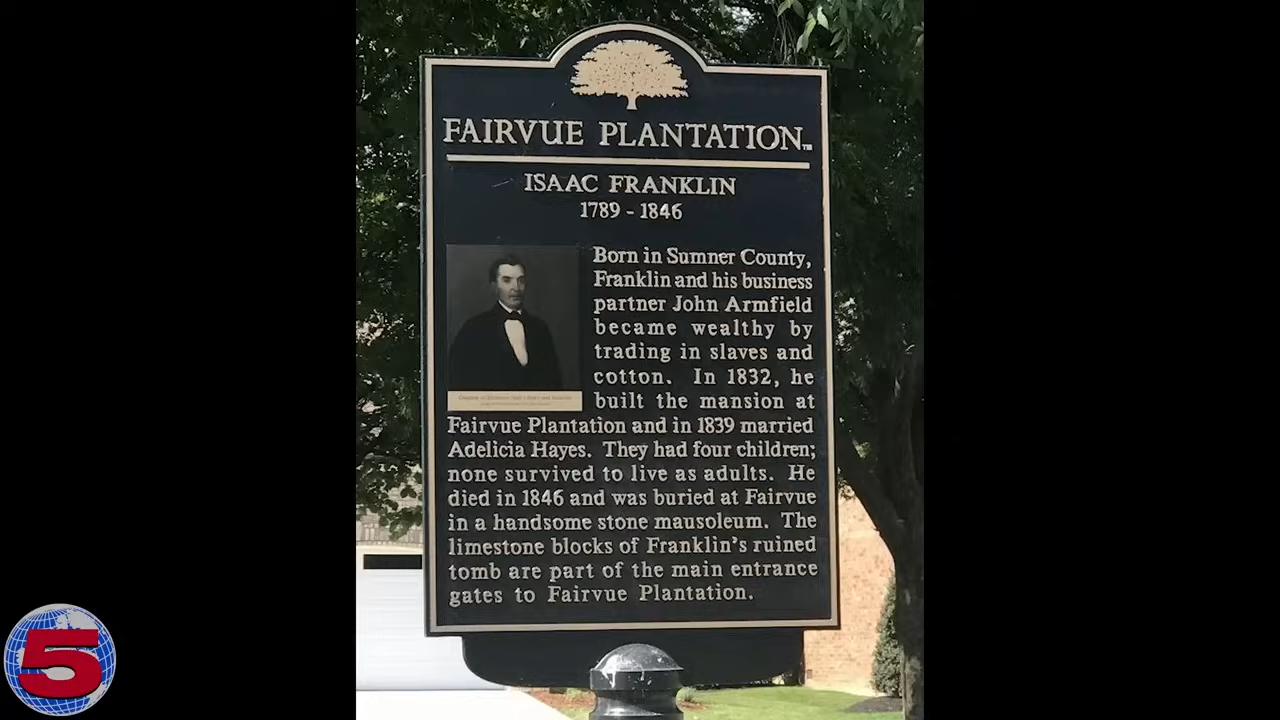 FAIRVUE PLANTATION™
ISAAC FRANKLIN
1789 - 1846
Born in Sumner County,
Franklin and his business
partner John Armfield
became wealthy by
trading in slaves and
cotton. In 1832, he
built the mansion at
Fairvue Plantation and in 1839 married
Adelicia Hayes. They had four children;
none survived to live as adults. He
died in 1846 and was buried at Fairvue
in a handsome stone mausoleum. The
limestone blocks of Franklin's ruined
tomb are part of the main entrance
gates to Fairvue Plantation.
5